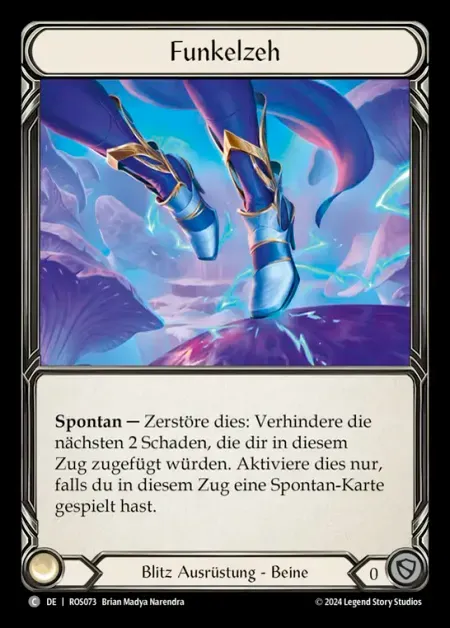 Funkelzeh
Spontan — Zerstöre dies: Verhindere die
nächsten 2 Schaden, die dir in diesem
Zug zugefügt würden. Aktiviere dies nur,
falls du in diesem Zug eine Spontan-Karte
gespielt hast.
Blitz Ausrüstung - Beine
0
C DE | ROS073 Brian Madya Narendra
© 2024 Legend Story Studios